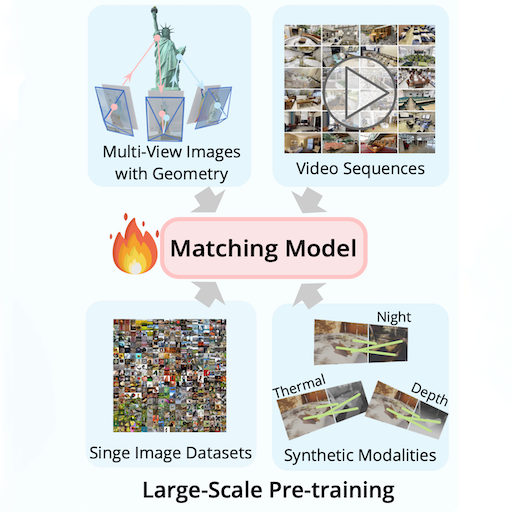 Multi-View Images
with Geometry
Video Sequences
Matching Model
Night
Thermal
Depth
Singe Image Datasets
Synthetic Modalities
Large-Scale Pre-training